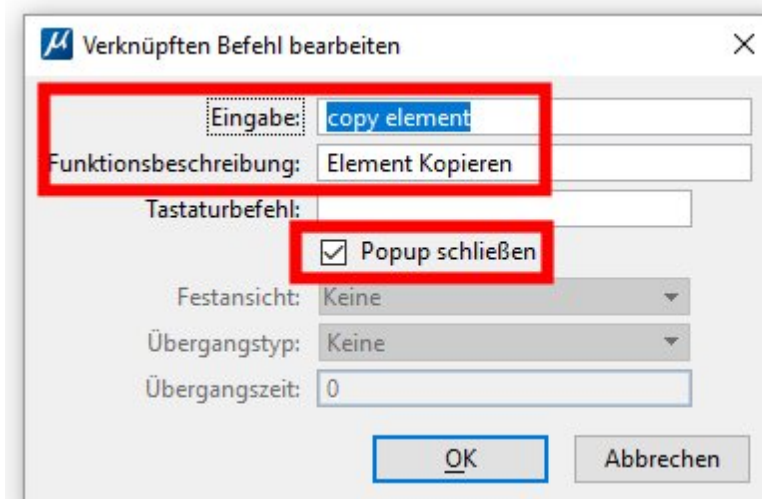 Verknüpften Befehl bearbeiten
Eingabe: copy element
Funktionsbeschreibung: Element Kopieren
Tastaturbefehl:
Popup schließen
Festansicht: Keine
Übergangstyp: Keine
Übergangszeit: 0
OK Abbrechen